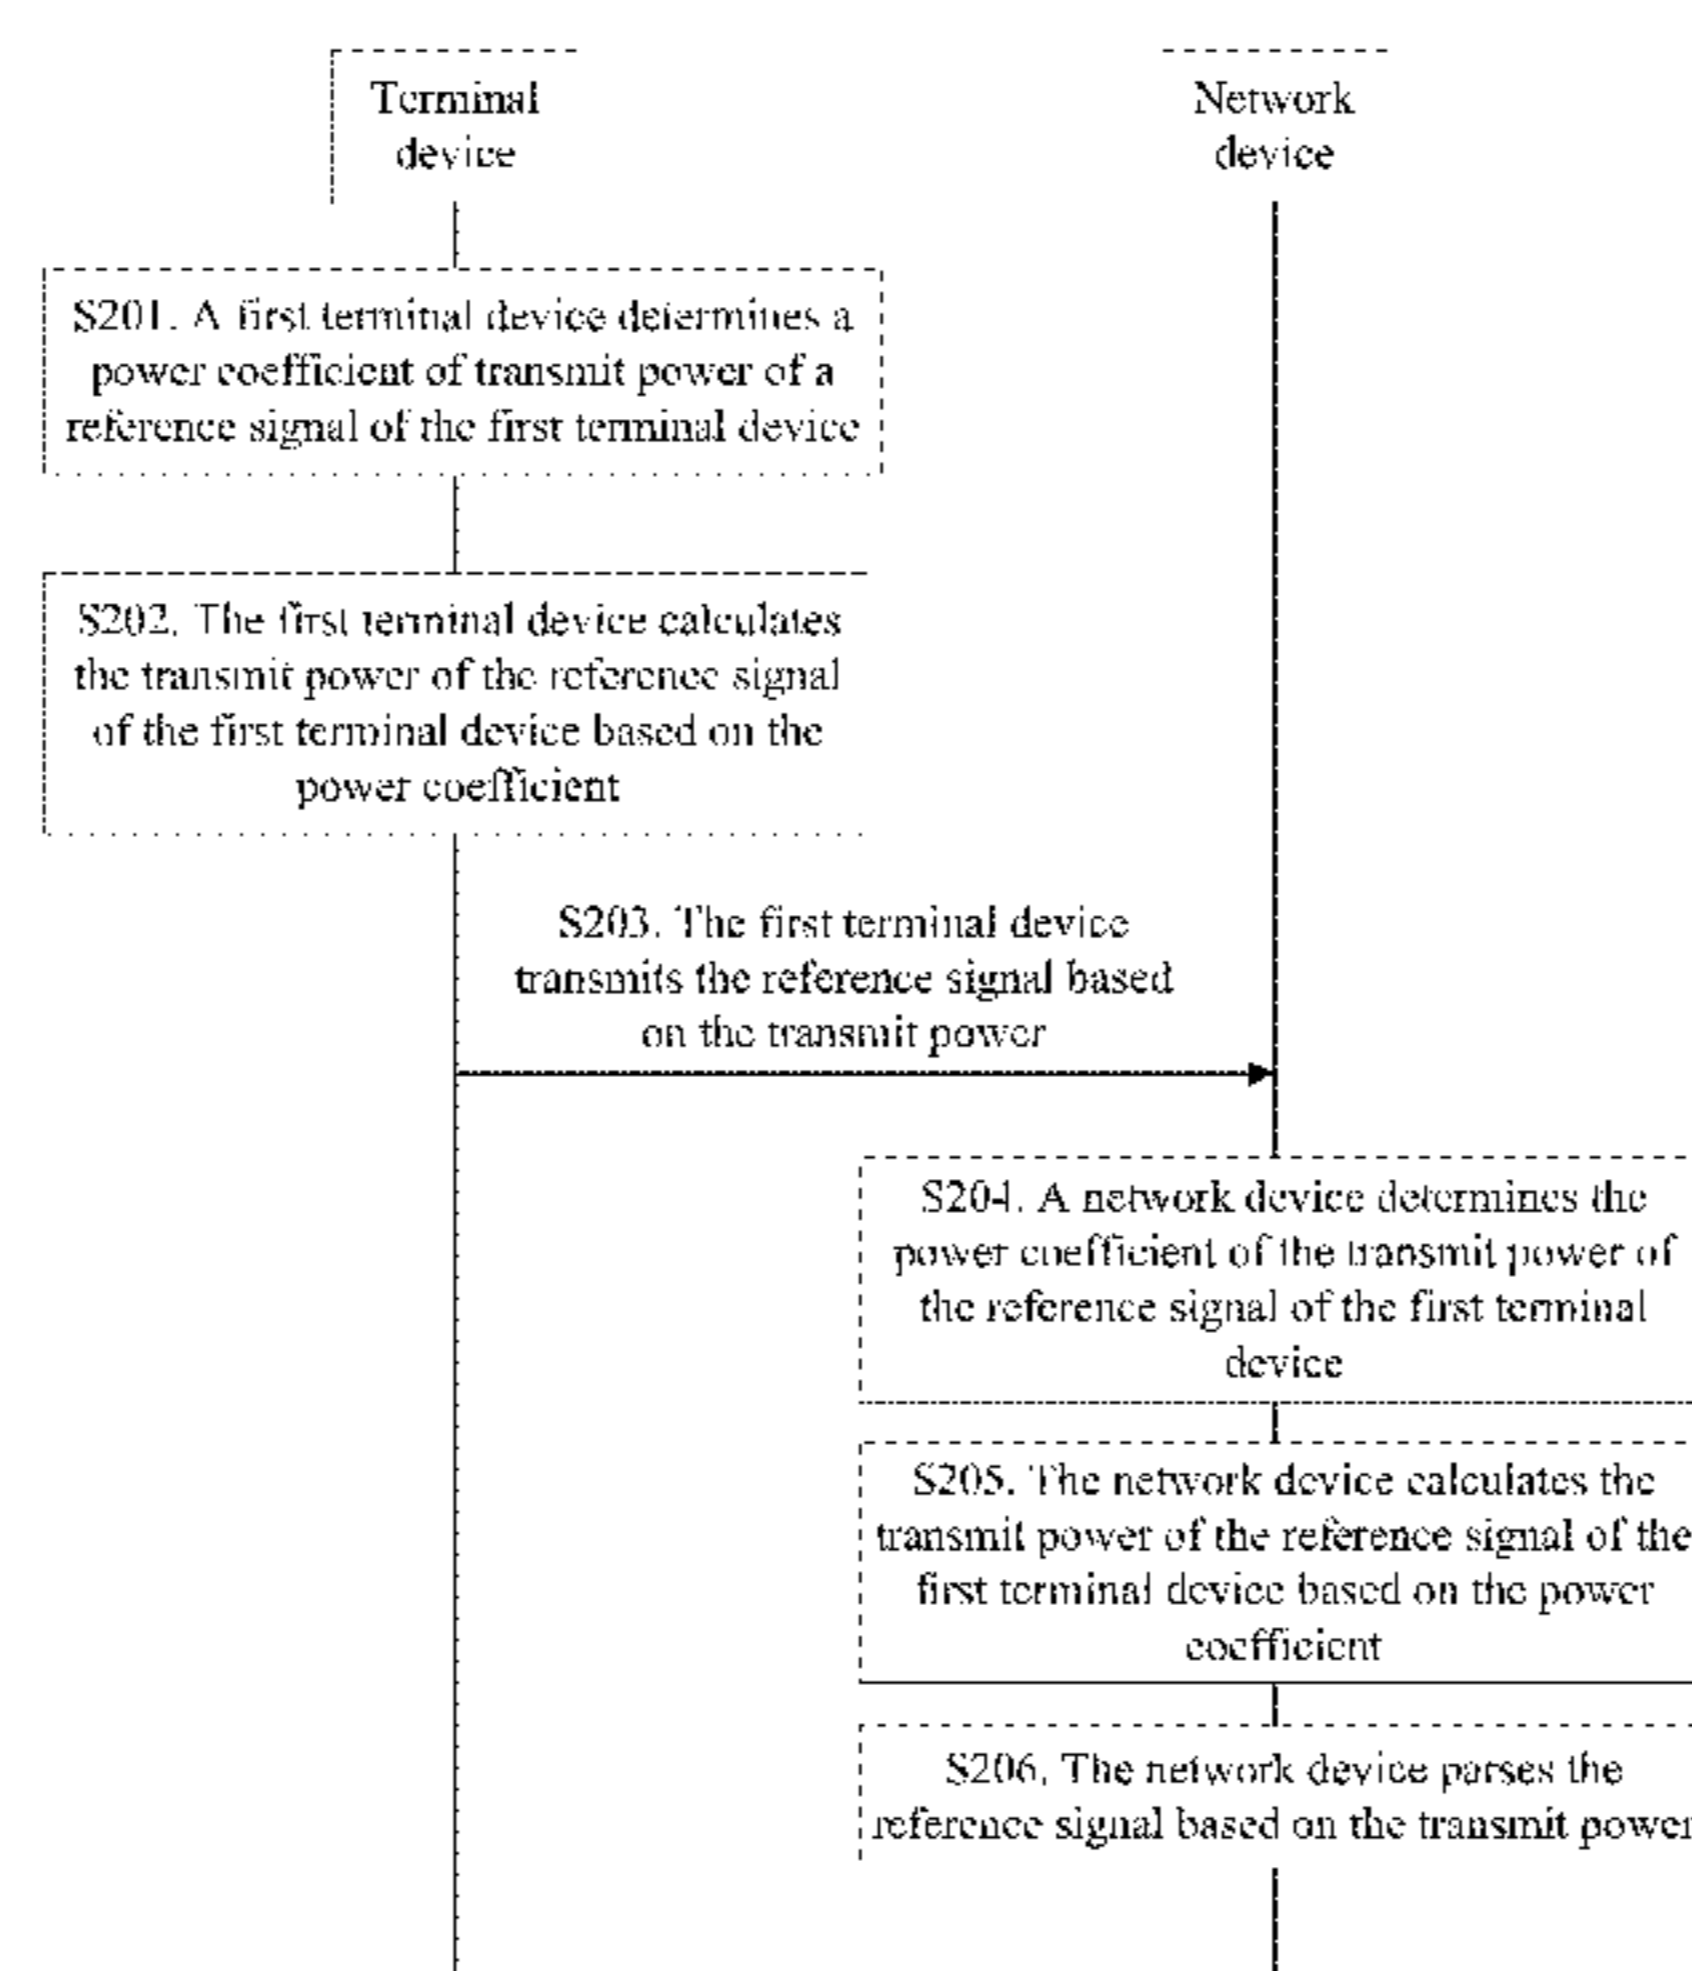 Terminal
device
Network
device
S201. A first terminal device determines a
power coefficient of transmit power of a
reference signal of the first terminal device
S202. The first terminal device calculates
the transmit power of the reference signal
of the first terminal device based on the
power coefficient
S203. The first terminal device
transmits the reference signal based
on the transmit power
S204. A network device determines the
power coefficient of the transmit power of
the reference signal of the first terminal
device
S205. The network device calculates the
transmit power of the reference signal of the
first terminal device based on the power
coefficient
S206. The network device parses the
reference signal based on the transmit power